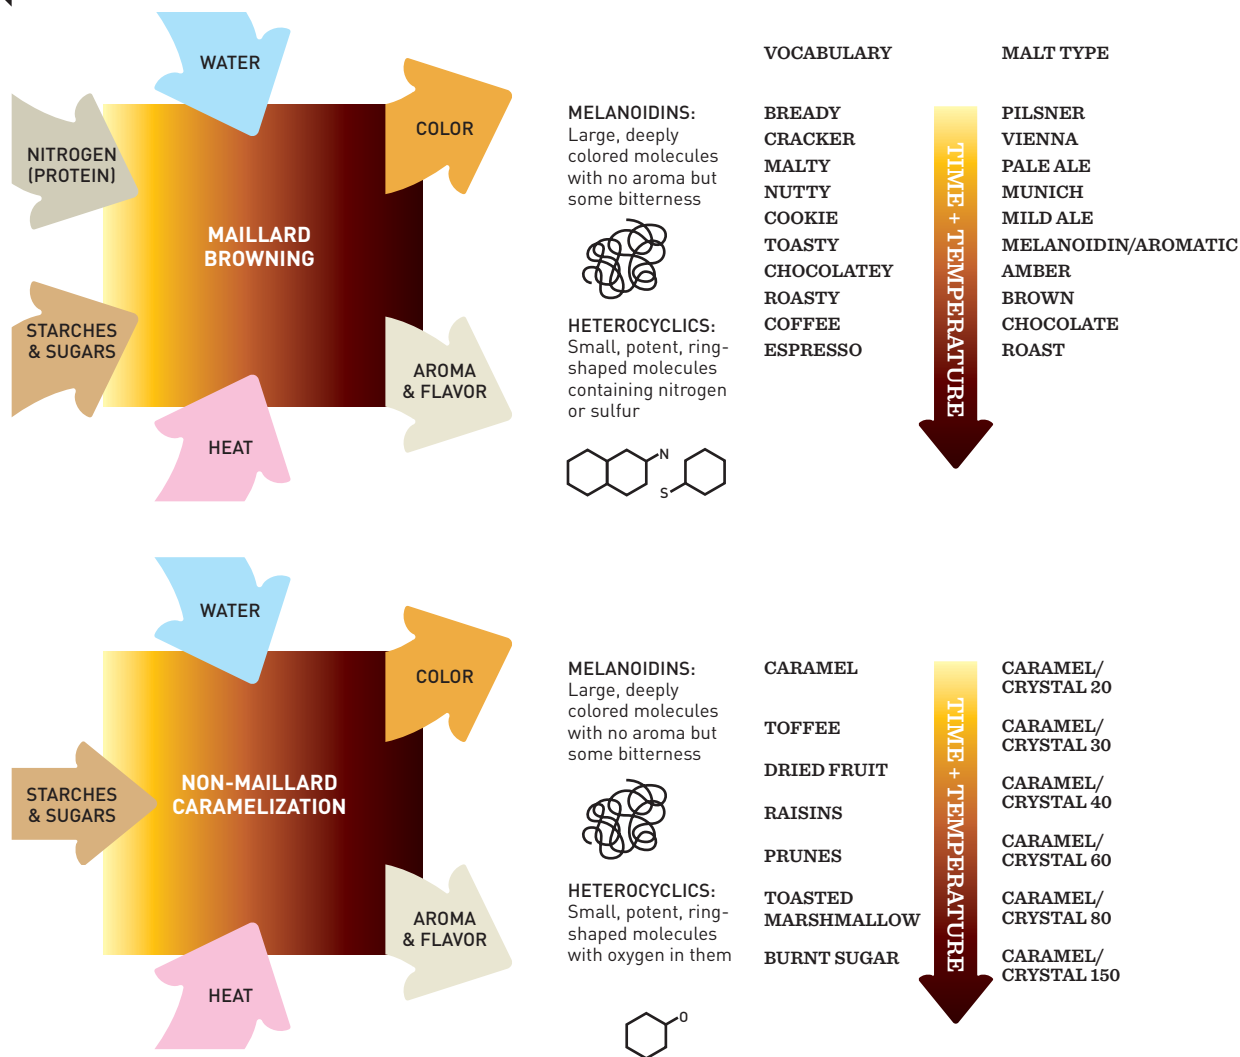 WATER
NITROGEN
(PROTEIN)
COLOR
MAILLARD
BROWNING
STARCHES
& SUGARS
AROMA
& FLAVOR
HEAT
MELANOIDINS:
Large, deeply
colored molecules
with no aroma but
some bitterness
HETEROCYCLICS:
Small, potent, ring-
shaped molecules
containing nitrogen
or sulfur
N
S
VOCABULARY
BREADY
CRACKER
MALTY
NUTTY
COOKIE
TOASTY
CHOCOLATEY
ROASTY
COFFEE
ESPRESSO
TIME + TEMPERATURE
MALT TYPE
PILSNER
VIENNA
PALE ALE
MUNICH
MILD ALE
MELANOIDIN/AROMATIC
AMBER
BROWN
CHOCOLATE
ROAST
WATER
COLOR
STARCHES
& SUGARS
NON-MAILLARD
CARAMELIZATION
AROMA
& FLAVOR
HEAT
MELANOIDINS:
Large, deeply
colored molecules
with no aroma but
some bitterness
HETEROCYCLICS:
Small, potent, ring-
shaped molecules
with oxygen in them
O
CARAMEL
TOFFEE
DRIED FRUIT
RAISINS
PRUNES
TOASTED
MARSHMALLOW
BURNT SUGAR
TIME + TEMPERATURE
CARAMEL/
CRYSTAL 20
CARAMEL/
CRYSTAL 30
CARAMEL/
CRYSTAL 40
CARAMEL/
CRYSTAL 60
CARAMEL/
CRYSTAL 80
CARAMEL/
CRYSTAL 150